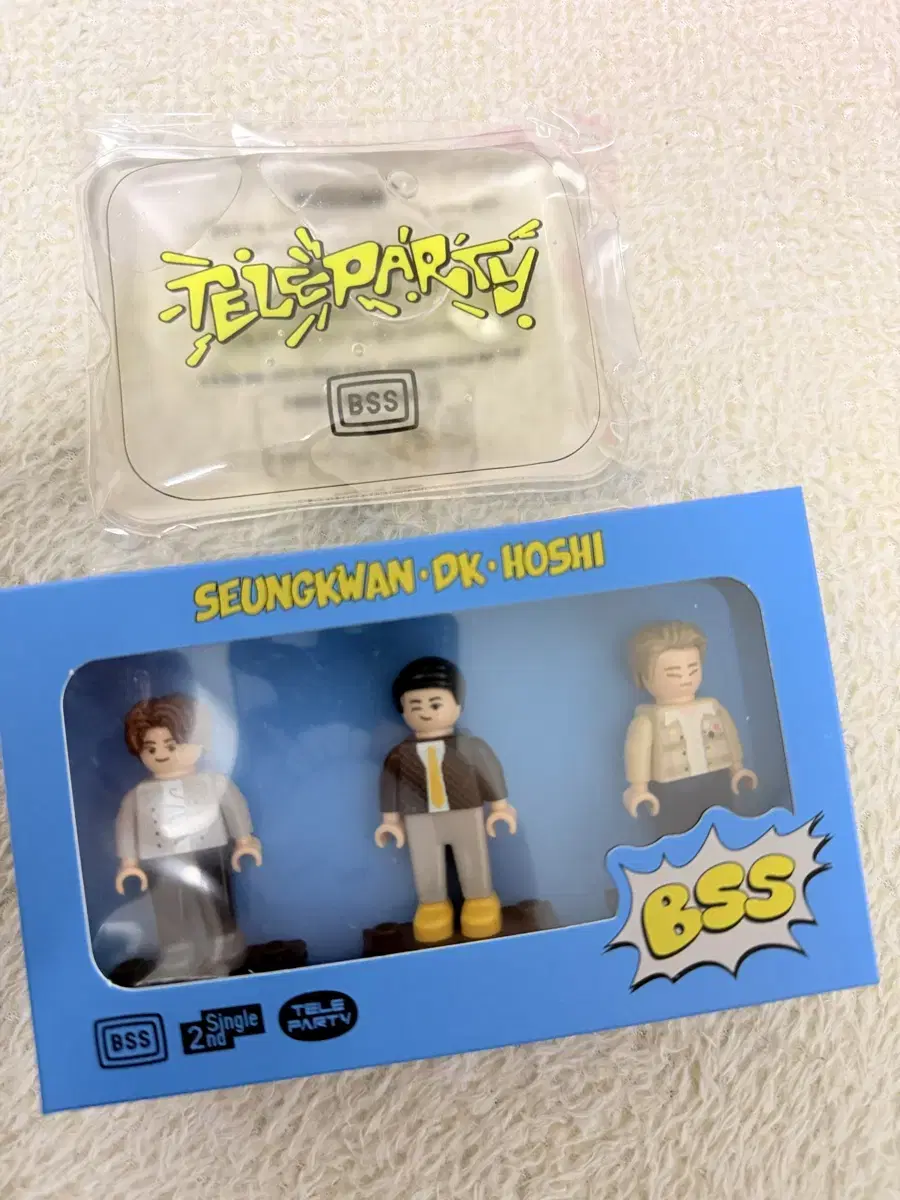 TELEPARTY
BSS
SEUNGKWAN·DK·HOSHI
BSS
BSS
2nd Single
TELE
PARTY